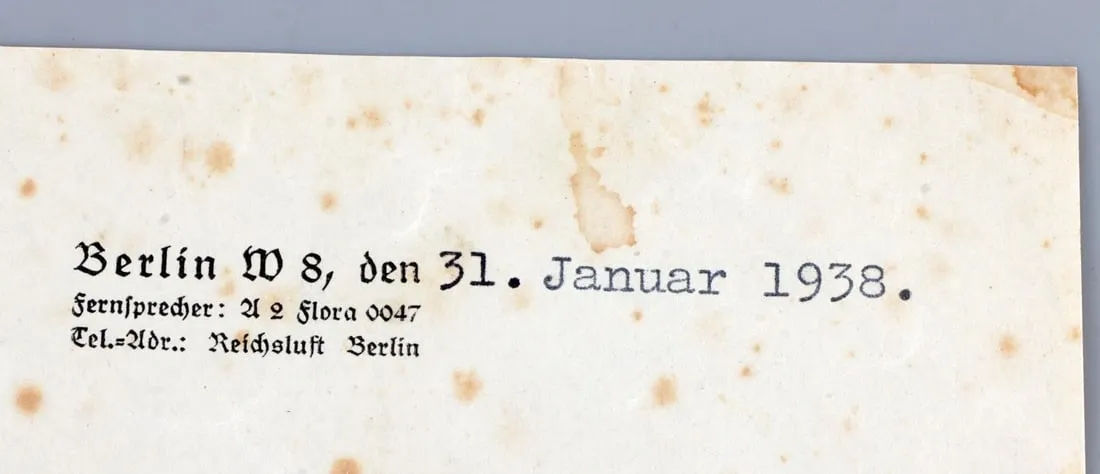 Berlin W 8, den 31. Januar 1938.
Fernſprecher: A 2 Flora 0047
Tel.=Adr.: Reichsluft Berlin